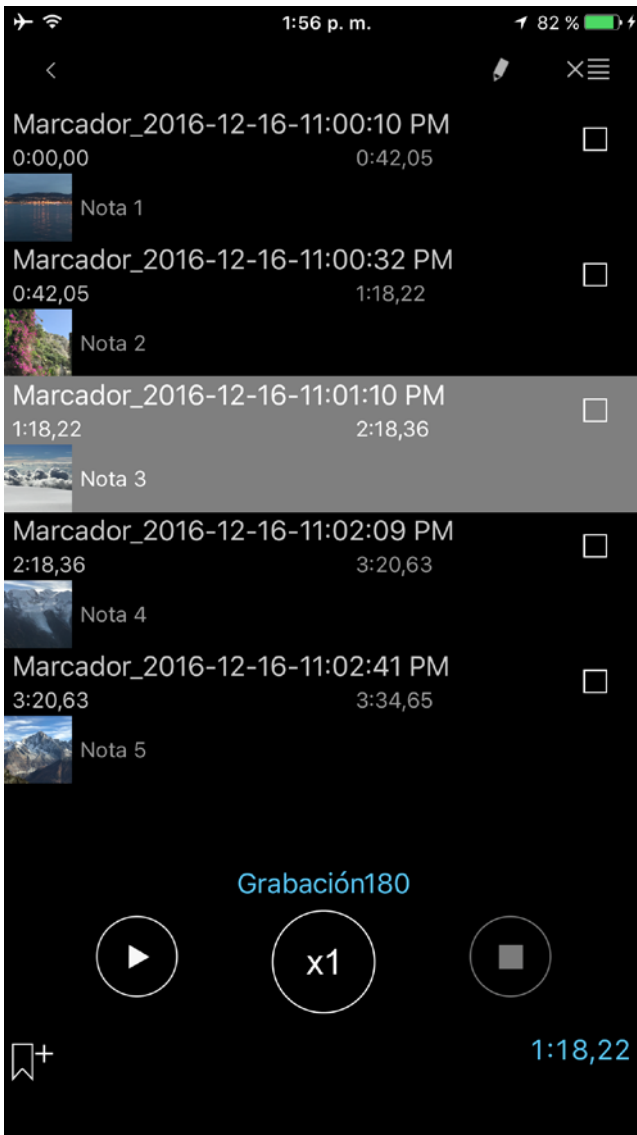 1:56 p. m.
82 %
Marcador_2016-12-16-11:00:10 PM
0:00,00 0:42,05
Nota 1
Marcador_2016-12-16-11:00:32 PM
0:42,05 1:18,22
Nota 2
Marcador_2016-12-16-11:01:10 PM
1:18,22 2:18,36
Nota 3
Marcador_2016-12-16-11:02:09 PM
2:18,36 3:20,63
Nota 4
Marcador_2016-12-16-11:02:41 PM
3:20,63 3:34,65
Nota 5
Grabación180
x1
1:18,22